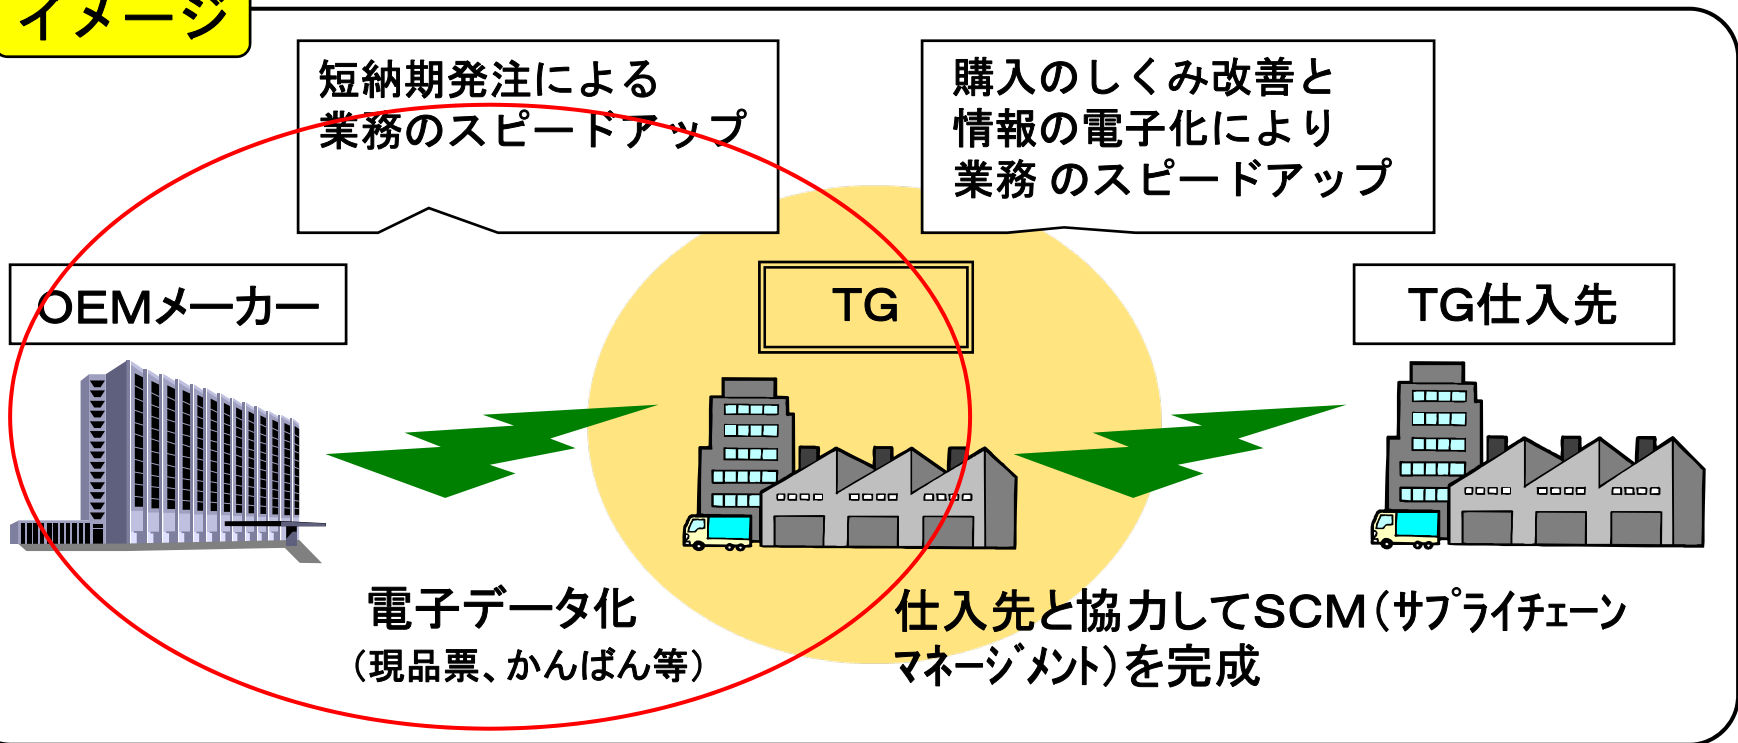 イメージ
短納期発注による
業務のスピードアップ
購入のしくみ改善と
情報の電子化により
業務 のスピードアップ
OEMメーカー
TG
TG仕入先
電子データ化
(現品票、かんばん等)
仕入先と協力してSCM(サプライチェーン
マネージメント)を完成